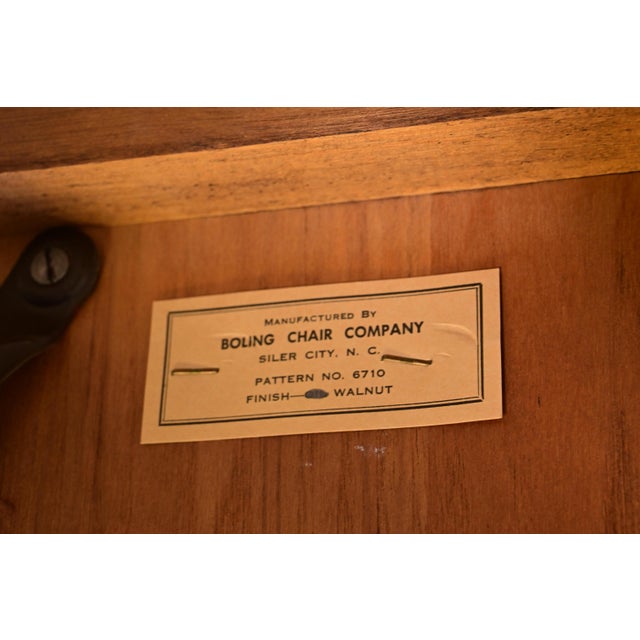 MANUFACTURED BY
BOLING CHAIR COMPANY
SILER CITY, N. C.
PATTERN NO. 6710
FINISH— WALNUT